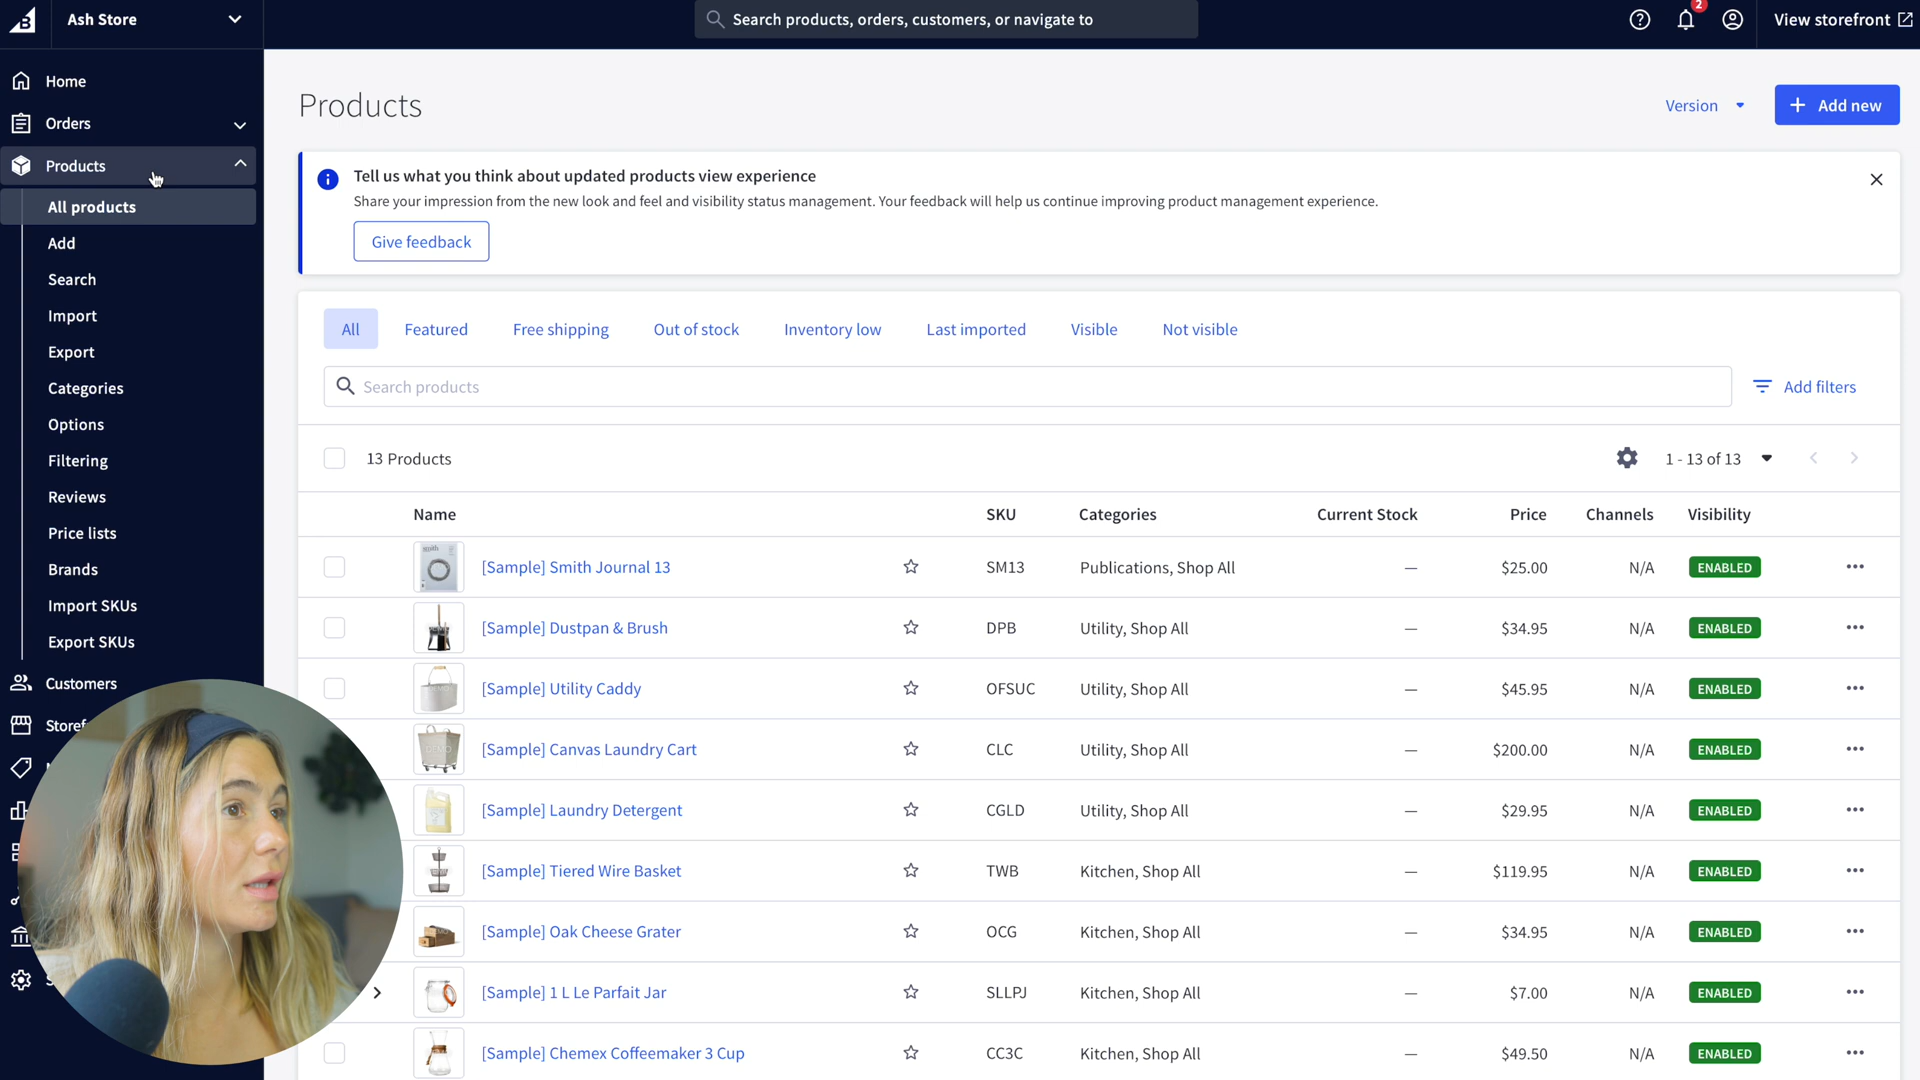 Ash Store
Search products, orders, customers, or navigate to
2
View storefront
Home
Orders
Products
All products
Add
Search
Import
Export
Categories
Options
Filtering
Reviews
Price lists
Brands
Import SKUs
Export SKUs
Customers
Products
Version
Add new
Tell us what you think about updated products view experience
Share your impression from the new look and feel and visibility status management. Your feedback will help us continue improving product management experience.
Give feedback
All Featured Free shipping Out of stock Inventory low Last imported Visible Not visible
Search products
Add filters
13 Products
1 - 13 of 13
Name SKU Categories Current Stock Price Channels Visibility
[Sample] Smith Journal 13 SM13 Publications, Shop All — $25.00 N/A ENABLED
[Sample] Dustpan & Brush DPB Utility, Shop All — $34.95 N/A ENABLED
[Sample] Utility Caddy OFSUC Utility, Shop All — $45.95 N/A ENABLED
[Sample] Canvas Laundry Cart CLC Utility, Shop All — $200.00 N/A ENABLED
[Sample] Laundry Detergent CGLD Utility, Shop All — $29.95 N/A ENABLED
[Sample] Tiered Wire Basket TWB Kitchen, Shop All — $119.95 N/A ENABLED
[Sample] Oak Cheese Grater OCG Kitchen, Shop All — $34.95 N/A ENABLED
[Sample] 1 L Le Parfait Jar SLLPJ Kitchen, Shop All — $7.00 N/A ENABLED
[Sample] Chemex Coffeemaker 3 Cup CC3C Kitchen, Shop All — $49.50 N/A ENABLED